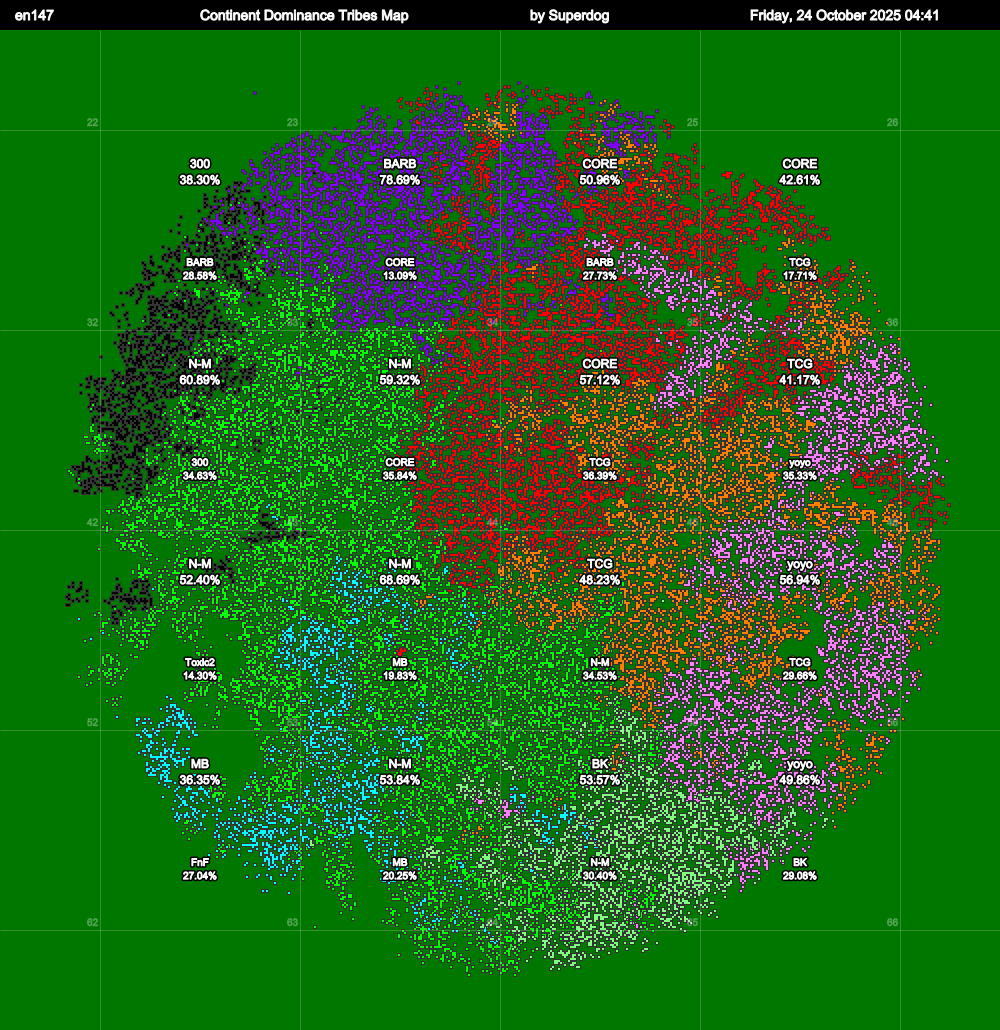 en147 Continent Dominance Tribes Map by Superdog Friday, 24 October 2025 04:41
22 23 25 26
300 BARB CORE CORE
38.30% 78.69% 50.96% 42.61%
BARB CORE BARB TCG
28.58% 13.09% 27.73% 17.71%
32 33 34 35 36
N-M N-M CORE TCG
60.89% 59.32% 57.12% 41.17%
300 CORE TCG yoyo
34.63% 35.84% 36.39% 35.33%
42 44
N-M N-M TCG yoyo
52.40% 68.69% 48.23% 56.94%
Toxic2 MB N-M TCG
14.30% 19.83% 34.53% 29.66%
52 53
MB N-M BK yoyo
36.35% 53.84% 53.57% 49.86%
FnF MB N-M BK
27.04% 20.25% 30.40% 29.08%
62 63 65 66